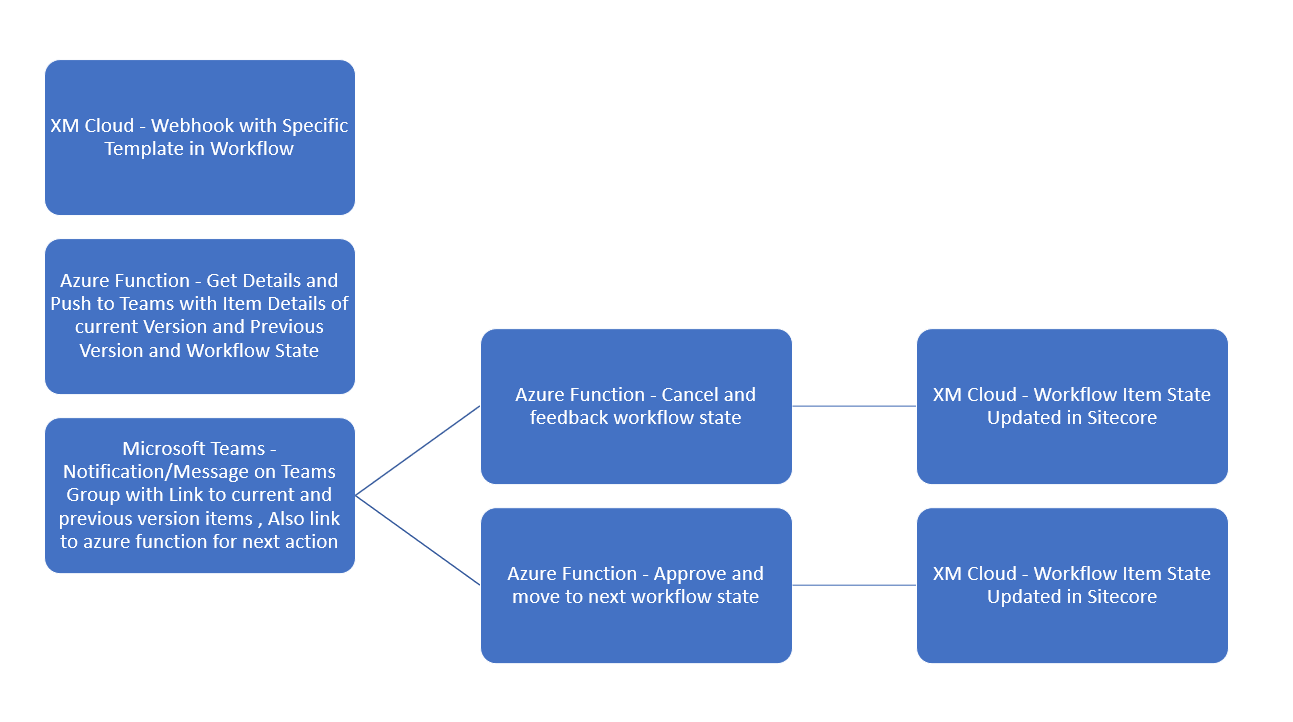 XM Cloud - Webhook with Specific
Template in Workflow
Azure Function - Get Details and
Push to Teams with Item Details of
current Version and Previous
Version and Workflow State
Microsoft Teams -
Notification/Message on Teams
Group with Link to current and
previous version items , Also link
to azure function for next action
Azure Function - Cancel and
feedback workflow state
XM Cloud - Workflow Item State
Updated in Sitecore
Azure Function - Approve and
move to next workflow state
XM Cloud - Workflow Item State
Updated in Sitecore